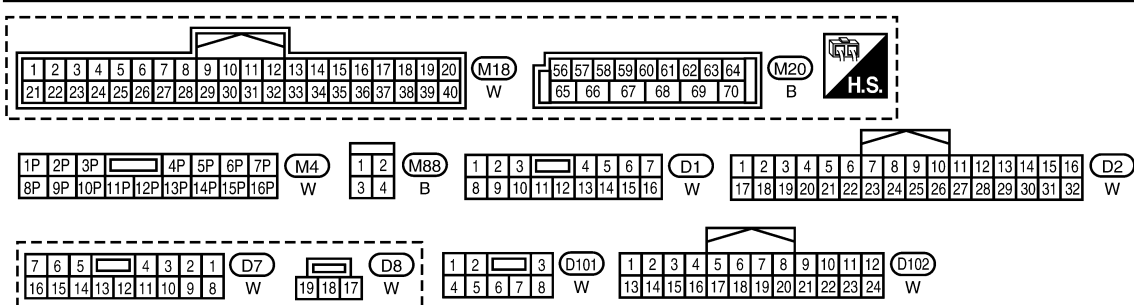 1 2 3 4 5 6 7 8 9 10 11 12 13 14 15 16 17 18 19 20
21 22 23 24 25 26 27 28 29 30 31 32 33 34 35 36 37 38 39 40
M18
W
56 57 58 59 60 61 62 63 64
65 66 67 68 69 70
M20
B
H.S.
1P 2P 3P 4P 5P 6P 7P
8P 9P 10P 11P 12P 13P 14P 15P 16P
M4
W
1 2
3 4
M88
B
1 2 3 4 5 6 7
8 9 10 11 12 13 14 15 16
D1
W
1 2 3 4 5 6 7 8 9 10 11 12 13 14 15 16
17 18 19 20 21 22 23 24 25 26 27 28 29 30 31 32
D2
W
7 6 5 4 3 2 1
16 15 14 13 12 11 10 9 8
D7
W
19 18 17
D8
W
1 2 3
4 5 6 7 8
D101
W
1 2 3 4 5 6 7 8 9 10 11 12
13 14 15 16 17 18 19 20 21 22 23 24
D102
W